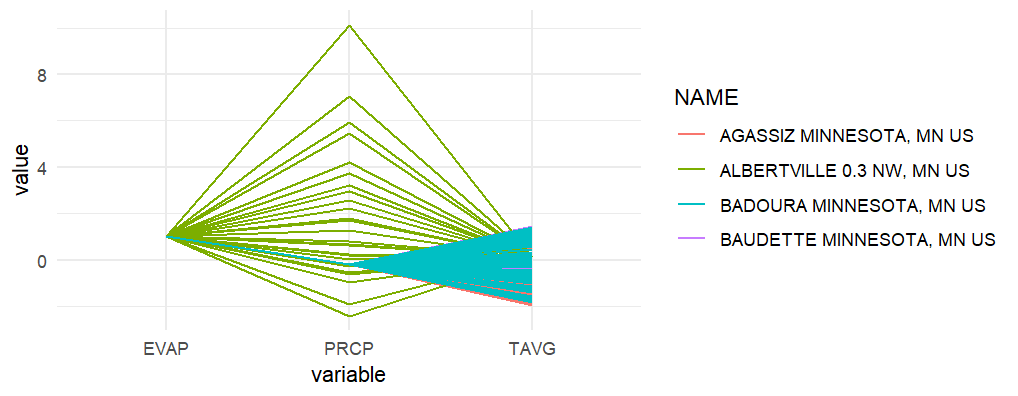 8
4
0
value
EVAP PRCP TAVG
variable
NAME
AGASSIZ MINNESOTA, MN US
ALBERTVILLE 0.3 NW, MN US
BADOURA MINNESOTA, MN US
BAUDETTE MINNESOTA, MN US